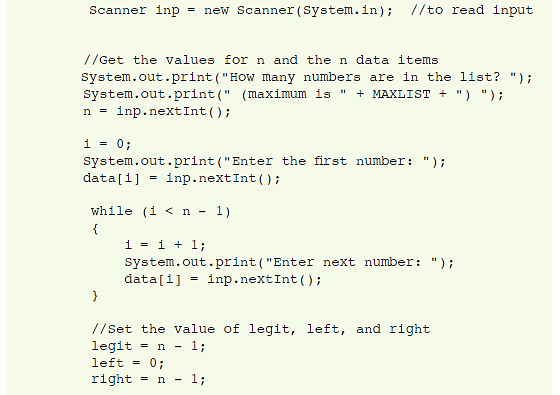 Scanner inp = new Scanner(System.in);  //to read input
//Get the values for n and the n data items
System.out.print("How many numbers are in the list? ");
System.out.print(" (maximum is " + MAXLIST + ") ");
n = inp.nextInt();
i = 0;
System.out.print("Enter the first number: ");
data[i] = inp.nextInt();
while (i < n - 1)
{
i = i + 1;
System.out.print("Enter next number: ");
data[i] = inp.nextInt();
}
//Set the value of legit, left, and right
legit = n - 1;
left = 0;
right = n - 1;